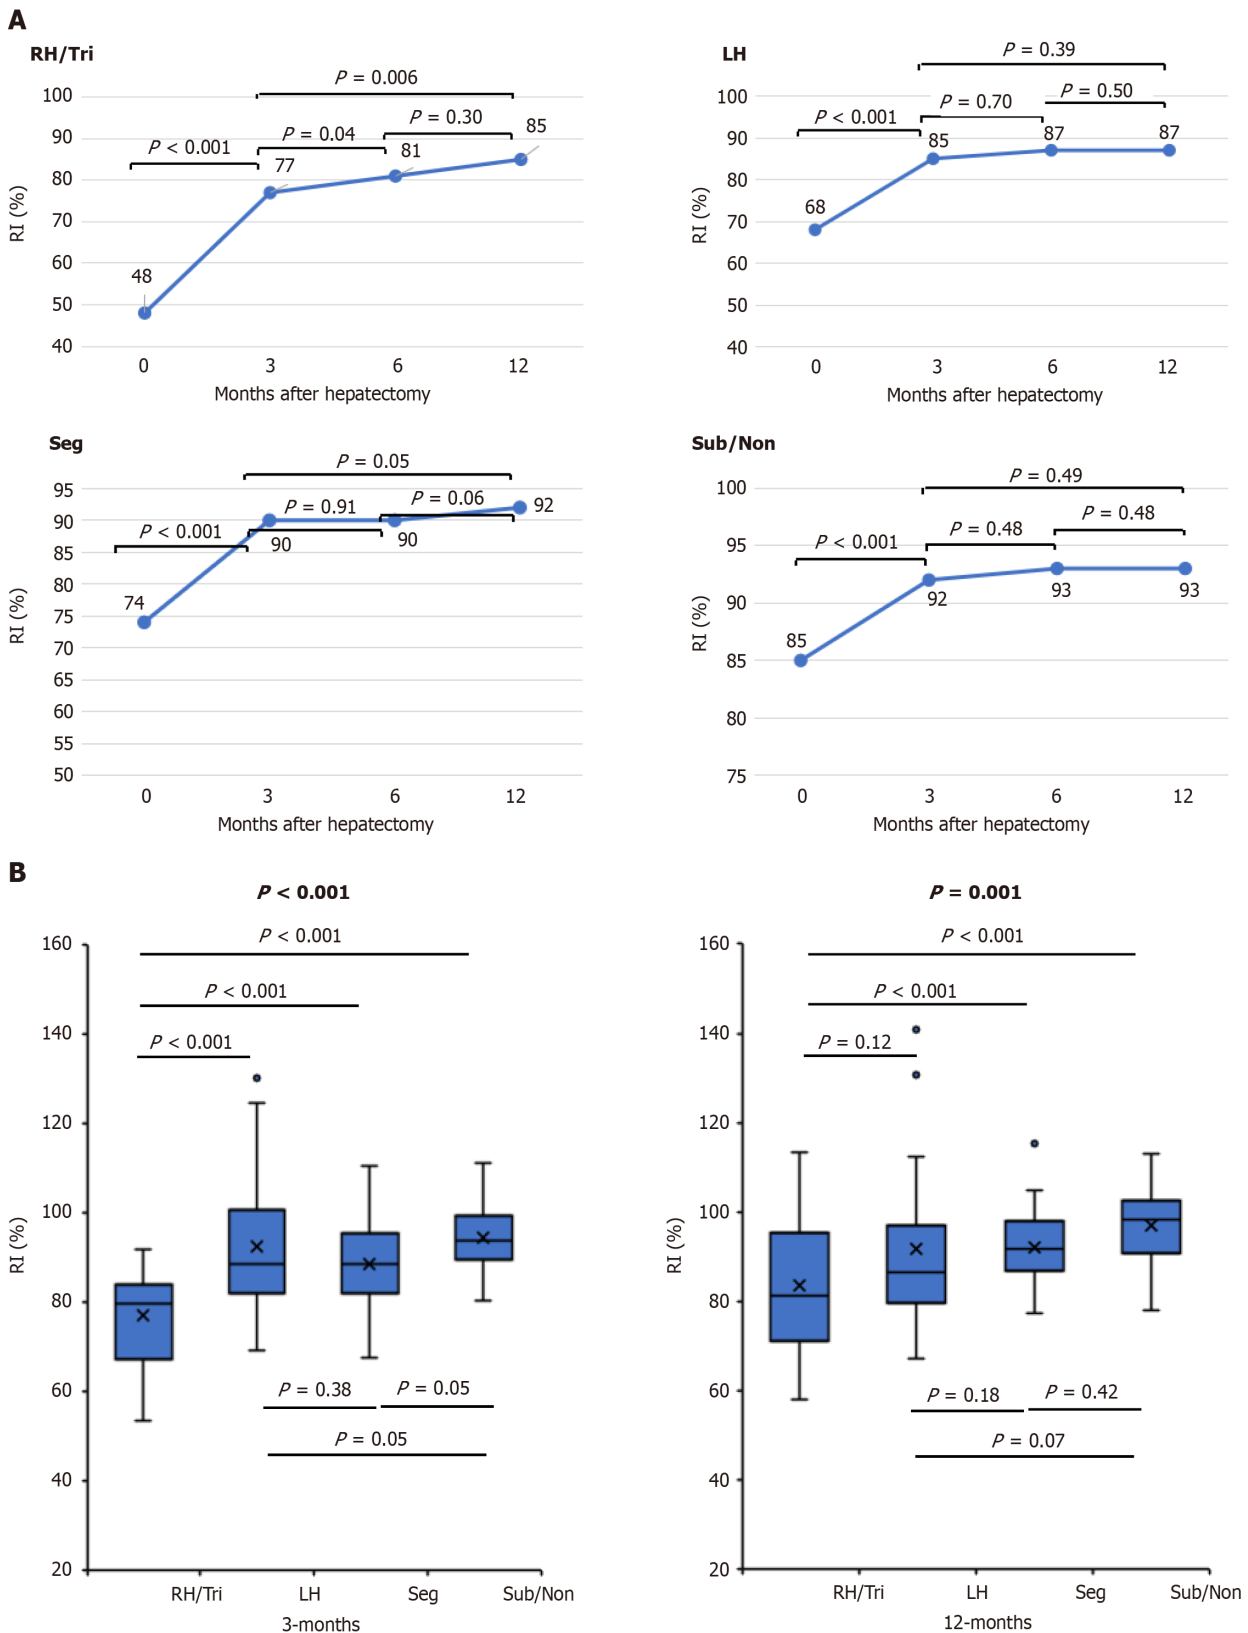 A
RH/Tri
P = 0.006
P = 0.30
P = 0.04
P < 0.001
100
90
80
70
60
50
40
RI (%)
48
77
81
85
0 3 6 12
Months after hepatectomy
LH
P = 0.39
P = 0.50
P = 0.70
P < 0.001
100
90
80
70
60
50
40
RI (%)
68
85
87
87
0 3 6 12
Months after hepatectomy
Seg
P = 0.05
P = 0.06
P = 0.91
P < 0.001
95
90
85
80
75
70
65
60
55
50
RI (%)
74
90
90
92
0 3 6 12
Months after hepatectomy
Sub/Non
P = 0.49
P = 0.48
P = 0.48
P < 0.001
100
95
90
85
80
75
RI (%)
85
92
93
93
0 3 6 12
Months after hepatectomy
B
P < 0.001
P < 0.001
P < 0.001
P < 0.001
160
140
120
100
80
60
40
20
RI (%)
P = 0.38
P = 0.05
P = 0.05
RH/Tri LH Seg Sub/Non
3-months
P = 0.001
P < 0.001
P < 0.001
P = 0.12
160
140
120
100
80
60
40
20
RI (%)
P = 0.18
P = 0.42
P = 0.07
RH/Tri LH Seg Sub/Non
12-months